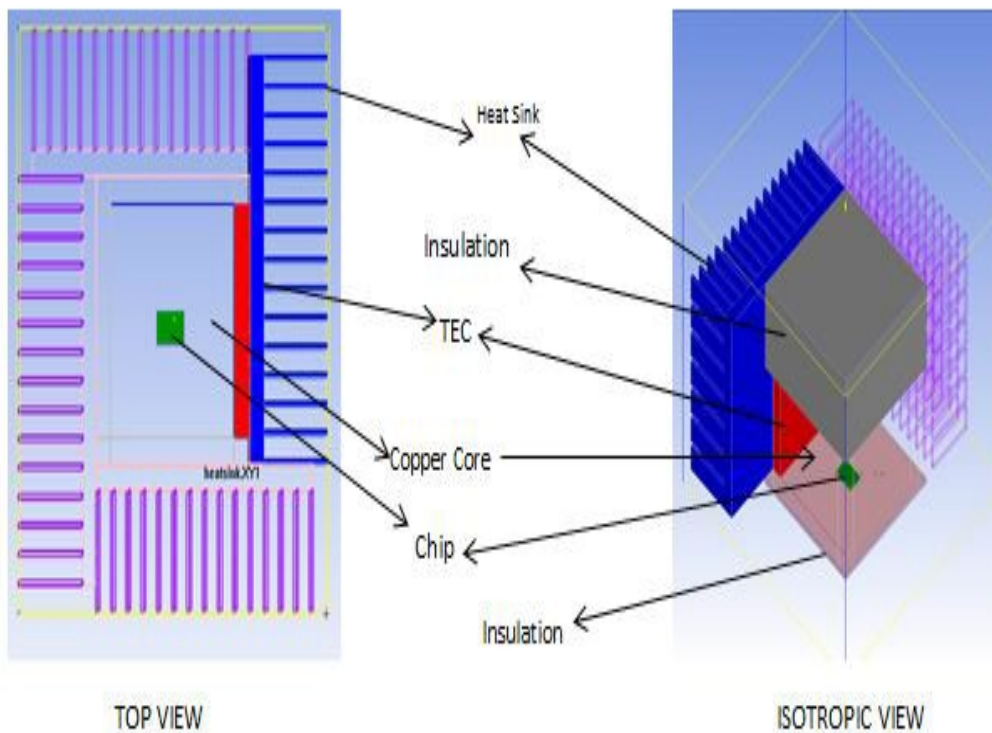 Heat Sink
Insulation
TEC
Copper Core
heatsink.XY1
Chip
Insulation
TOP VIEW
ISOTROPIC VIEW